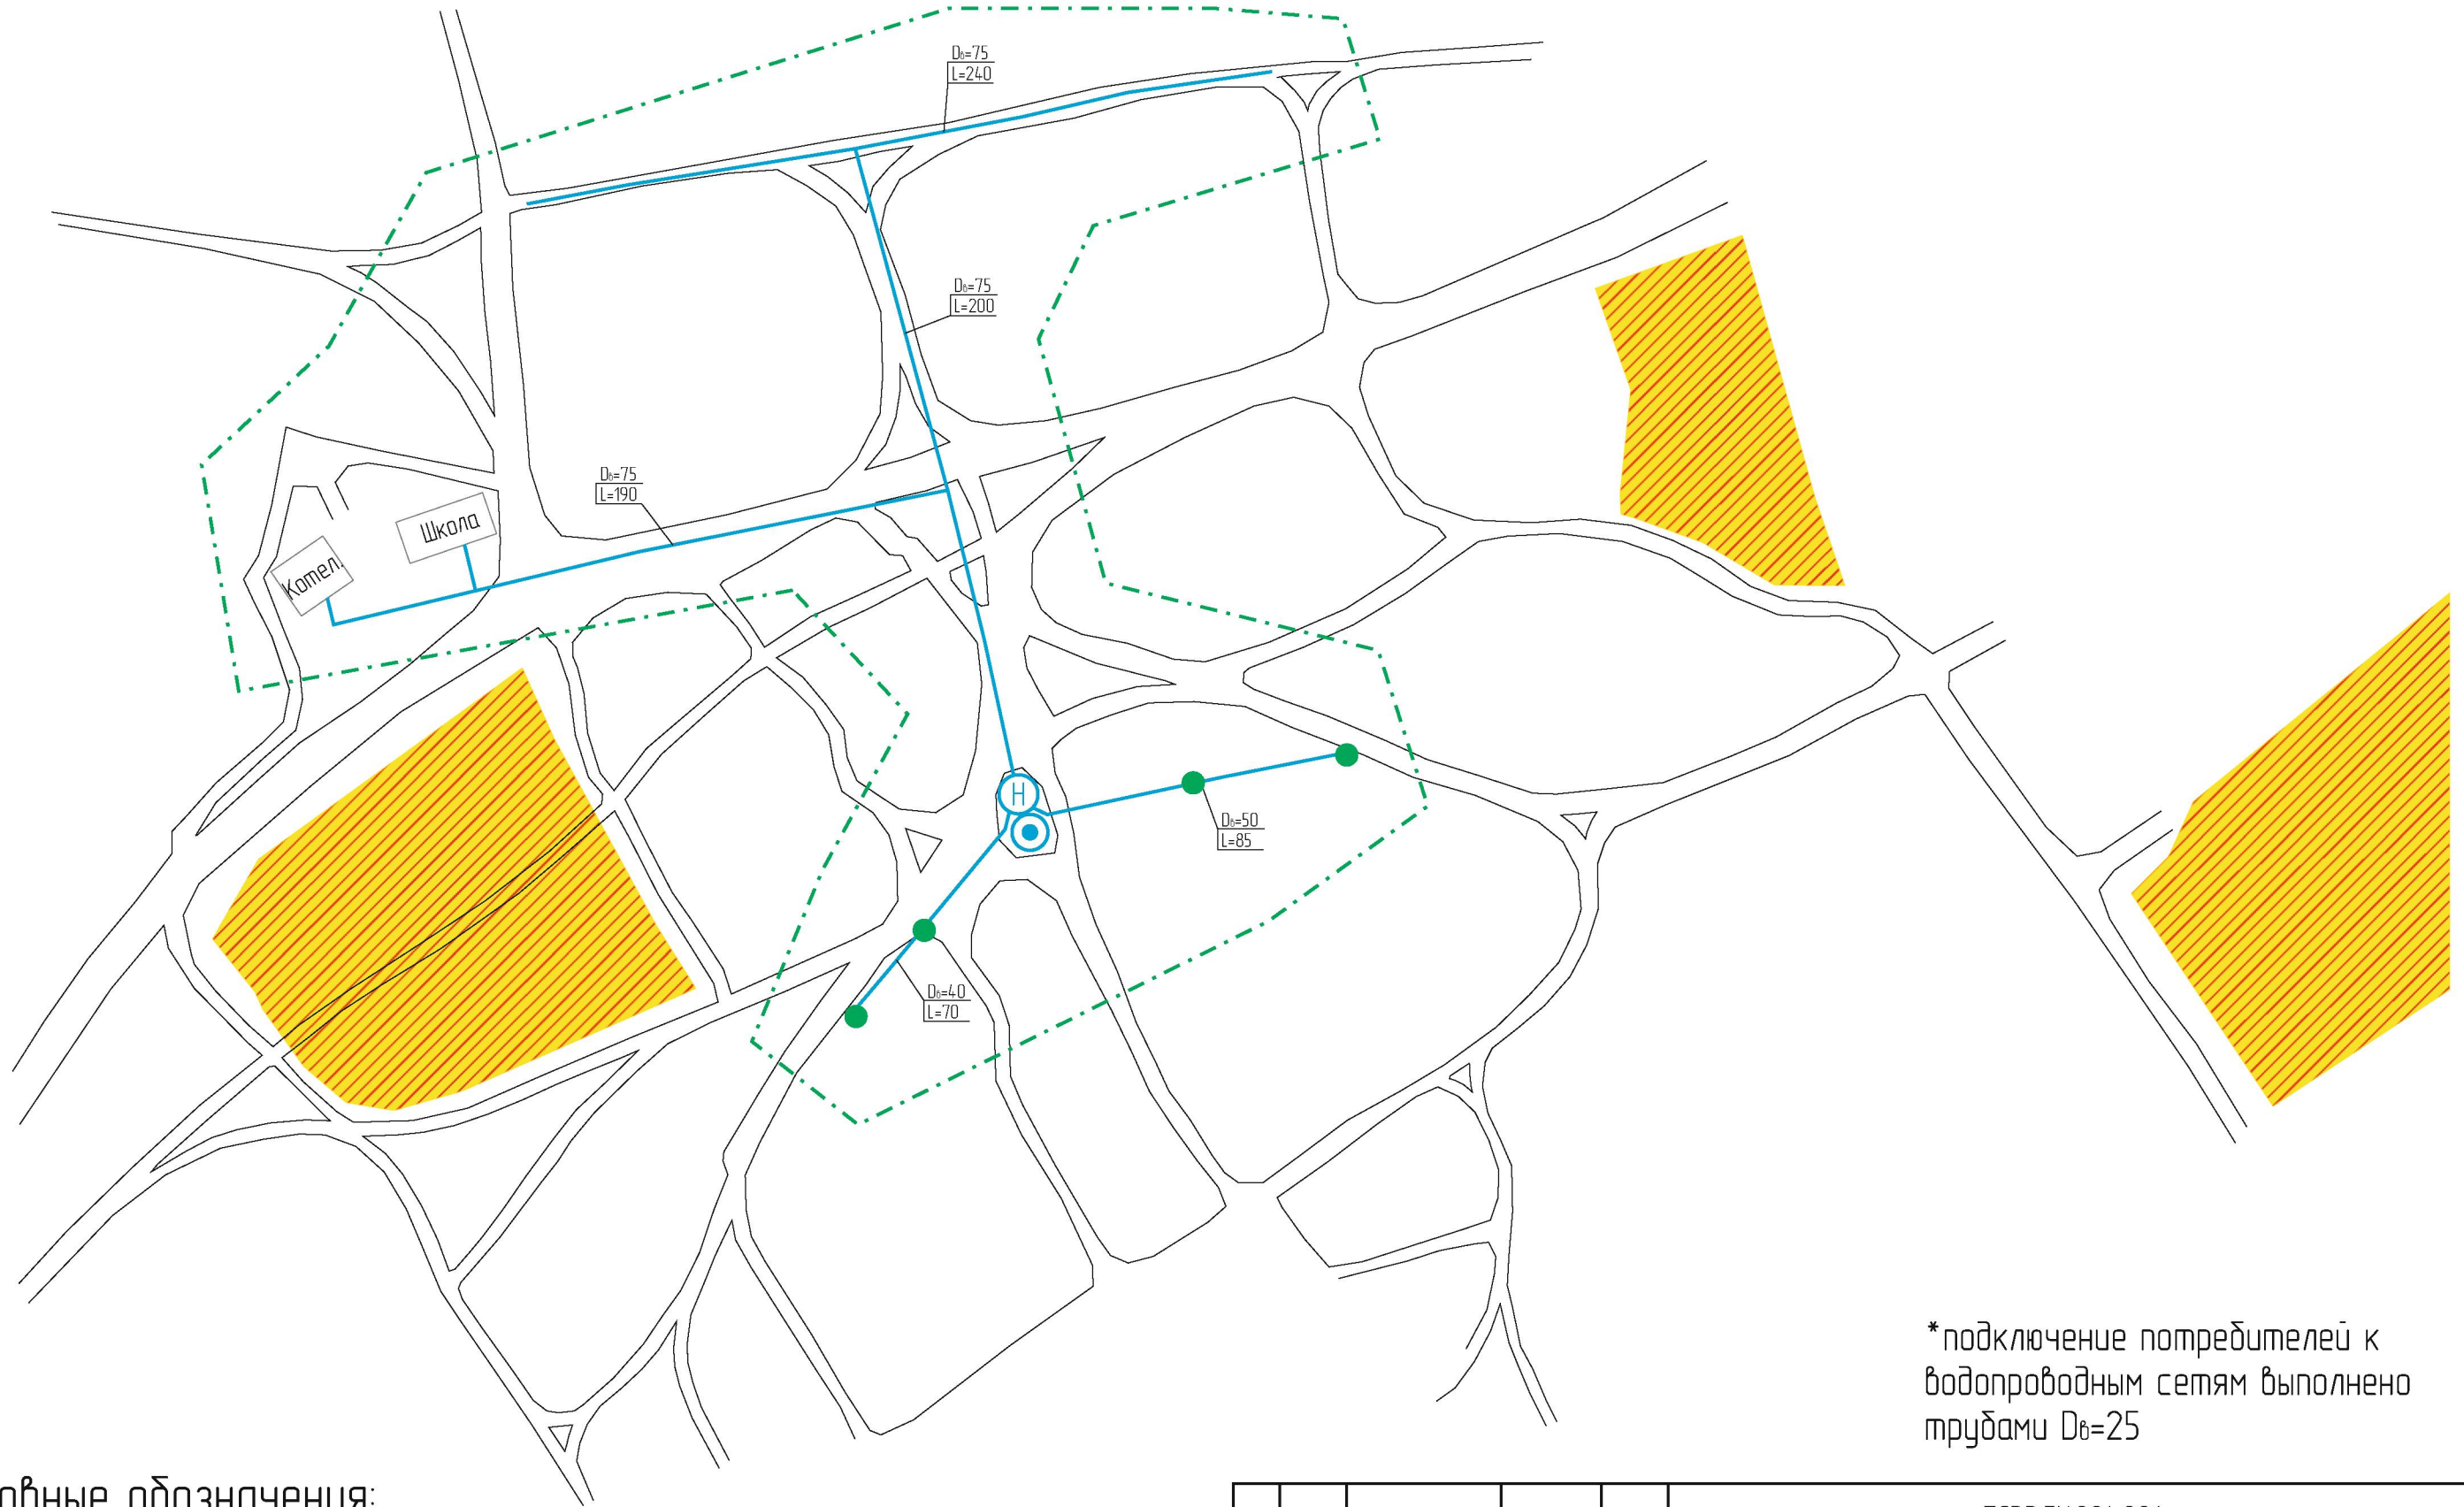 Dв=75
L=240
Dв=75
L=200
Dв=75
L=190
Школа
Котел.
Н
Dв=50
L=85
Dв=40
L=70
*подключение потребителей к
водопроводным сетям выполнено
трубами Dв=25
обозначения: